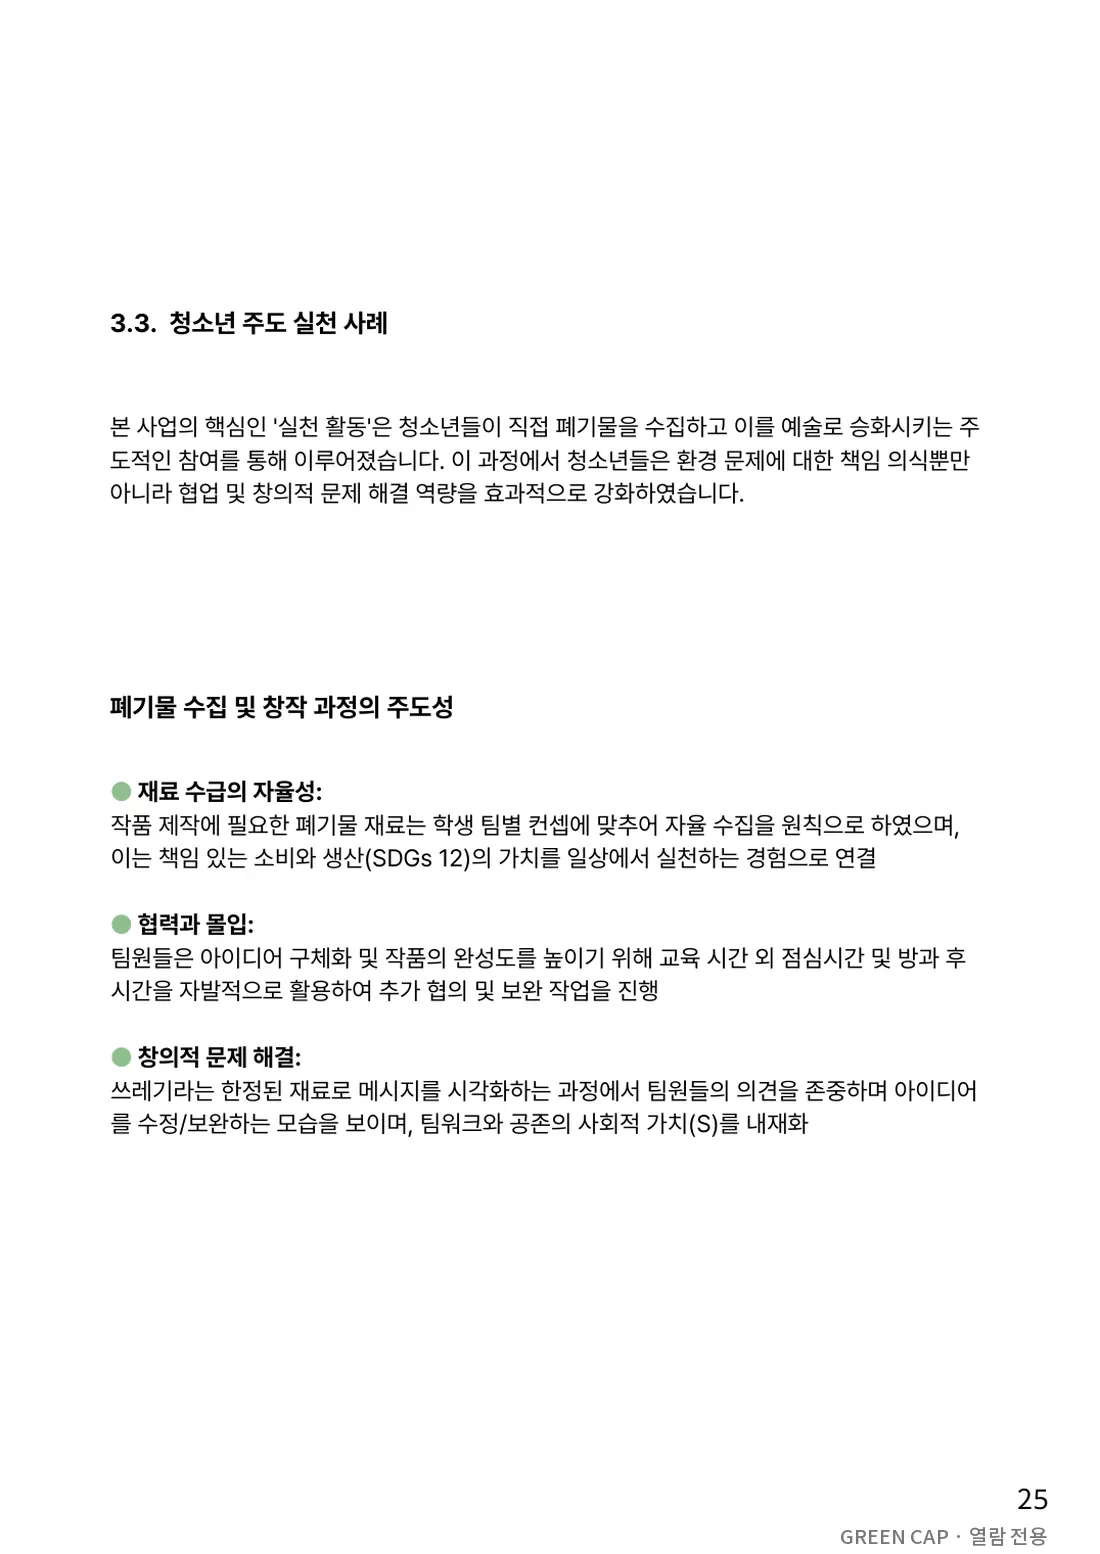 3.3. 청소년 주도 실천 사례
본 사업의 핵심인 '실천 활동'은 청소년들이 직접 폐기물을 수집하고 이를 예술로 승화시키는 주
도적인 참여를 통해 이루어졌습니다. 이 과정에서 청소년들은 환경 문제에 대한 책임 의식뿐만
아니라 협업 및 창의적 문제 해결 역량을 효과적으로 강화하였습니다.
폐기물 수집 및 창작 과정의 주도성
● 재료 수급의 자율성:
작품 제작에 필요한 폐기물 재료는 학생 팀별 컨셉에 맞추어 자율 수집을 원칙으로 하였으며,
이는 책임 있는 소비와 생산(SDGs 12)의 가치를 일상에서 실천하는 경험으로 연결
● 협력과 몰입:
팀원들은 아이디어 구체화 및 작품의 완성도를 높이기 위해 교육 시간 외 점심시간 및 방과 후
시간을 자발적으로 활용하여 추가 협의 및 보완 작업을 진행
● 창의적 문제 해결:
쓰레기라는 한정된 재료로 메시지를 시각화하는 과정에서 팀원들의 의견을 존중하며 아이디어
를 수정/보완하는 모습을 보이며, 팀워크와 공존의 사회적 가치(S)를 내재화
25
GREEN CAP · 열람 전용